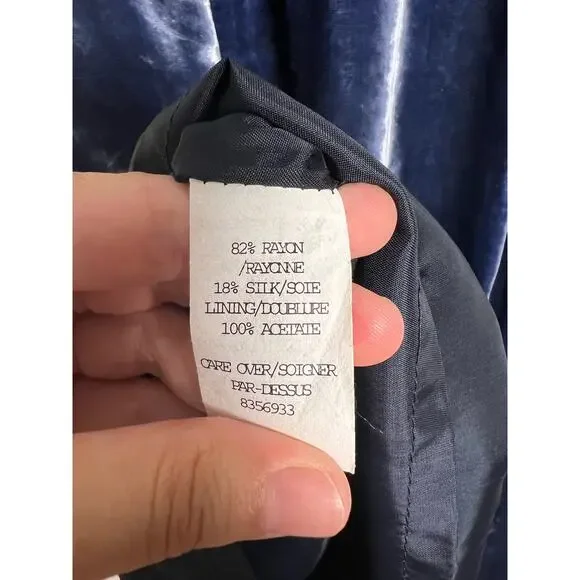 82% RAYON
/RAYONNE
18% SILK/SOIE
LINING/DOUBLURE
100% ACETATE
CARE OVER/SOIGNER
PAR-DESSUS
8356933